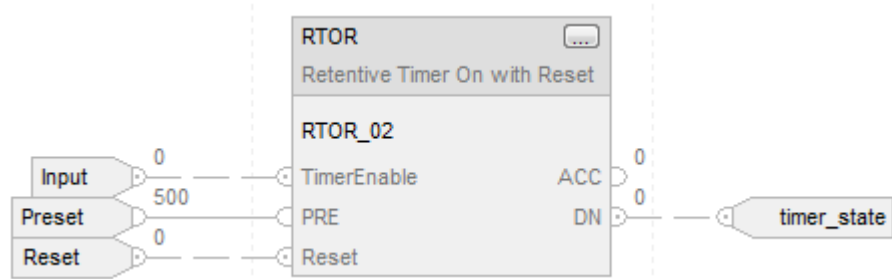 RTOR ...
Retentive Timer On with Reset
RTOR_02
Input 0 TimerEnable ACC 0
Preset 500 PRE DN 0 timer_state
Reset 0 Reset